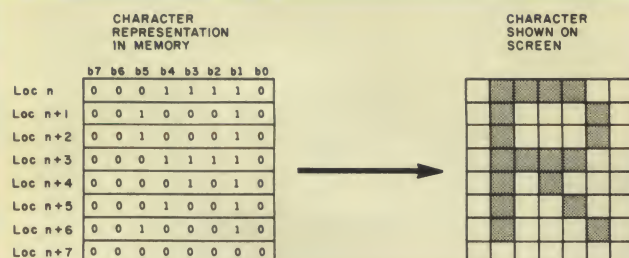 CHARACTER
REPRESENTATION
IN MEMORY
CHARACTER
SHOWN ON
SCREEN
b7 b6 b5 b4 b3 b2 b1 b0
Loc n 0 0 0 1 1 1 1 0
Loc n+1 0 0 1 0 0 0 1 0
Loc n+2 0 0 1 0 0 0 1 0
Loc n+3 0 0 0 1 1 1 1 0
Loc n+4 0 0 0 0 1 0 1 0
Loc n+5 0 0 0 1 0 0 1 0
Loc n+6 0 0 1 0 0 0 1 0
Loc n+7 0 0 0 0 0 0 0 0